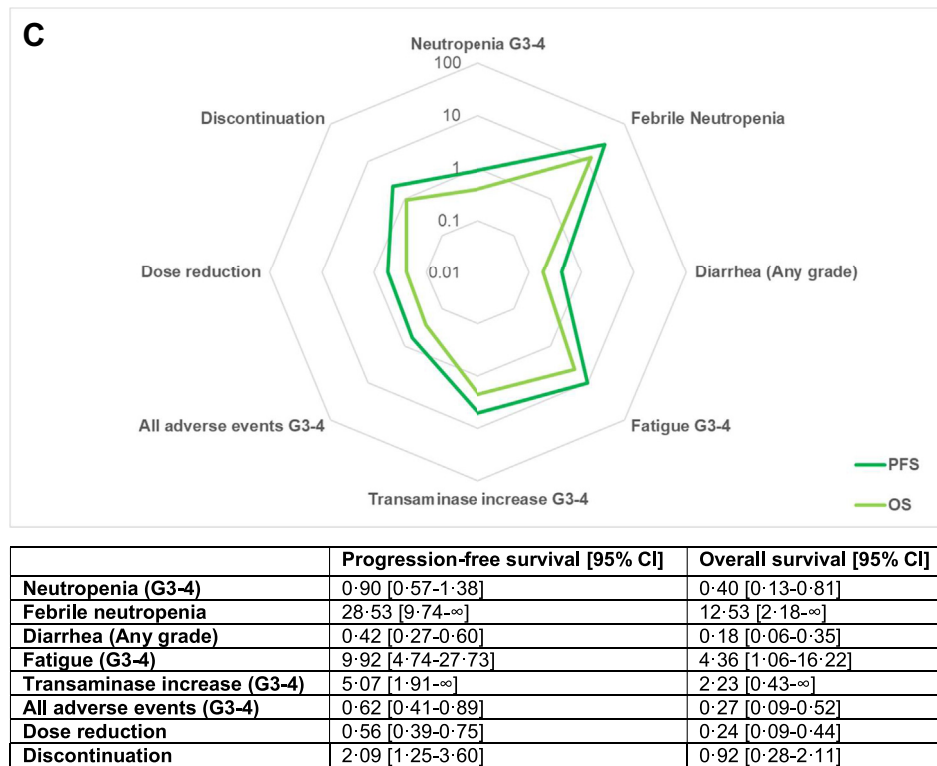 C
Neutropenia G3-4
100
Discontinuation
10
Febrile Neutropenia
1
0.1
Dose reduction
0.01
Diarrhea (Any grade)
All adverse events G3-4
Fatigue G3-4
PFS
Transaminase increase G3-4
OS
Progression-free survival [95% CI] Overall survival [95% CI]
Neutropenia (G3-4) 0·90 [0·57-1·38] 0·40 [0·13-0·81]
Febrile neutropenia 28·53 [9·74-∞] 12·53 [2·18-∞]
Diarrhea (Any grade) 0·42 [0·27-0·60] 0·18 [0·06-0·35]
Fatigue (G3-4) 9·92 [4·74-27·73] 4·36 [1·06-16·22]
Transaminase increase (G3-4) 5·07 [1·91-∞] 2·23 [0·43-∞]
All adverse events (G3-4) 0·62 [0·41-0·89] 0·27 [0·09-0·52]
Dose reduction 0·56 [0·39-0·75] 0·24 [0·09-0·44]
Discontinuation 2·09 [1·25-3·60] 0·92 [0·28-2·11]